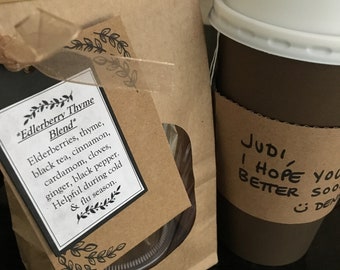 *Edlerberry Thyme
Blend*
Elderberries, thyme,
black tea, cinnamon,
cardamom, cloves,
ginger, black pepper.
Helpful during cold
& flu season.
JUDI,
I HOPE YOU
BETTER SOO
☺ DEN